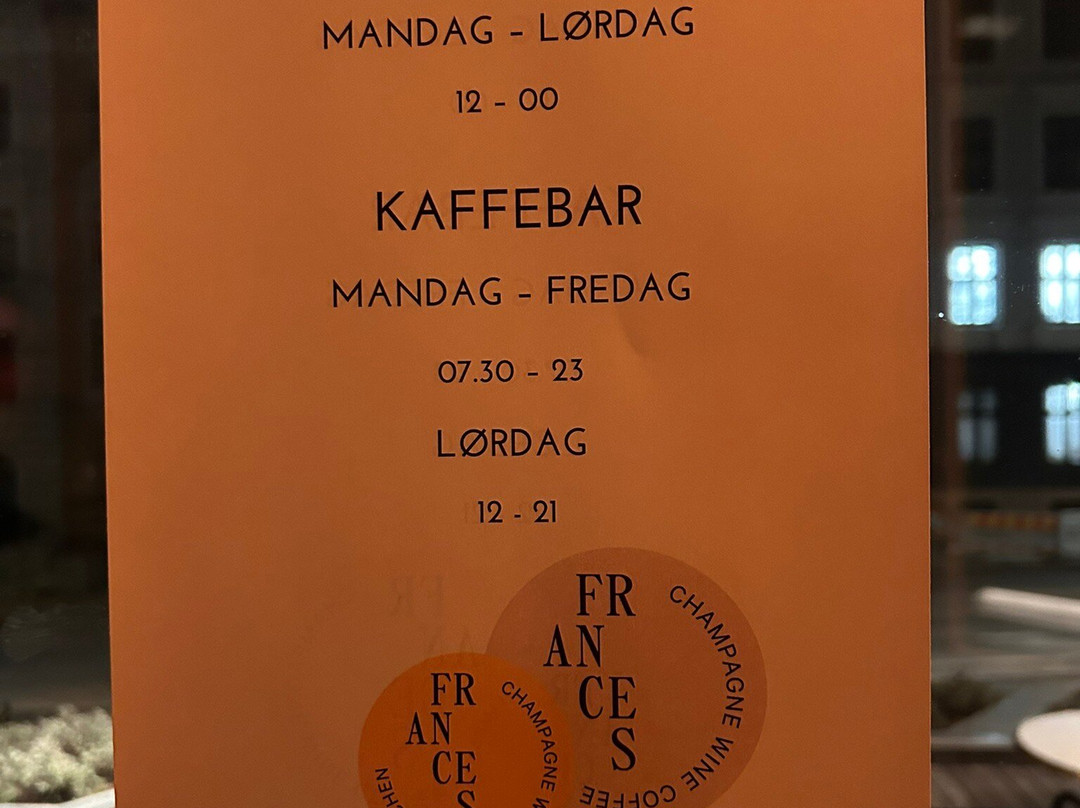 MANDAG – LØRDAG
12 – 00
KAFFEBAR
MANDAG – FREDAG
07.30 – 23
LØRDAG
12 - 21
FR
AN
CE
S
CHAMPAGNE WINE COFFEE
FR
AN
CE
S
CHAMPAGNE